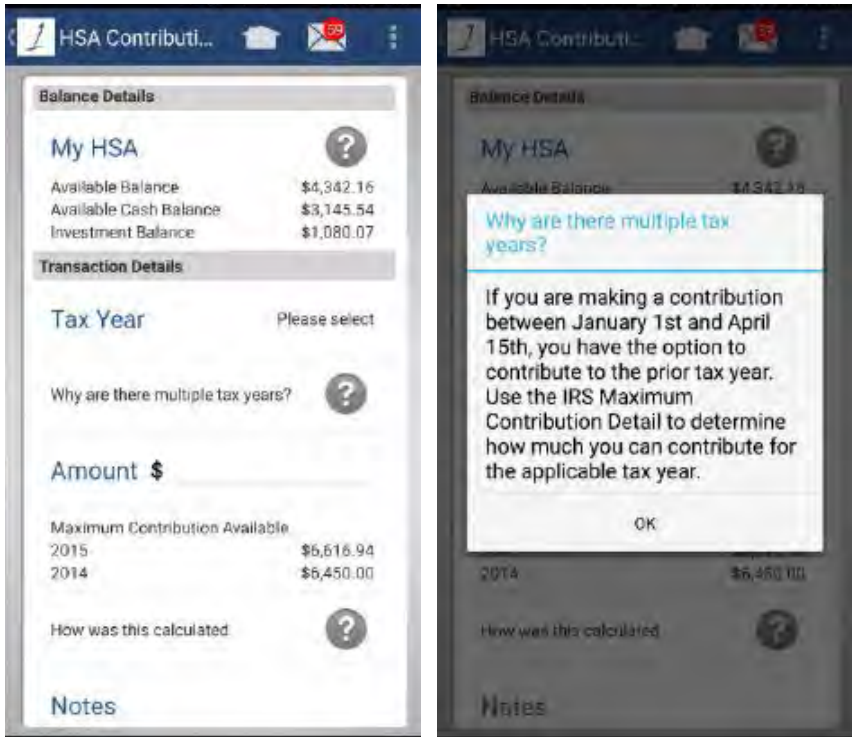 1 HSA Contributi... 59
Balance Details
My HSA ?
Available Balance $4,342.16
Available Cash Balance $3,145.54
Investment Balance $1,080.07
Transaction Details
Tax Year Please select
Why are there multiple tax years? ?
Amount $
Maximum Contribution Available
2015 $6,616.94
2014 $6,450.00
How was this calculated ?
Notes
1 HSA Contributi...
Balance Details
My HSA ?
Available Balance $4,342.16
Why are there multiple tax
years?
If you are making a contribution
between January 1st and April
15th, you have the option to
contribute to the prior tax year.
Use the IRS Maximum
Contribution Detail to determine
how much you can contribute for
the applicable tax year.
OK
2014 $6,450.00
How was this calculated ?
Notes